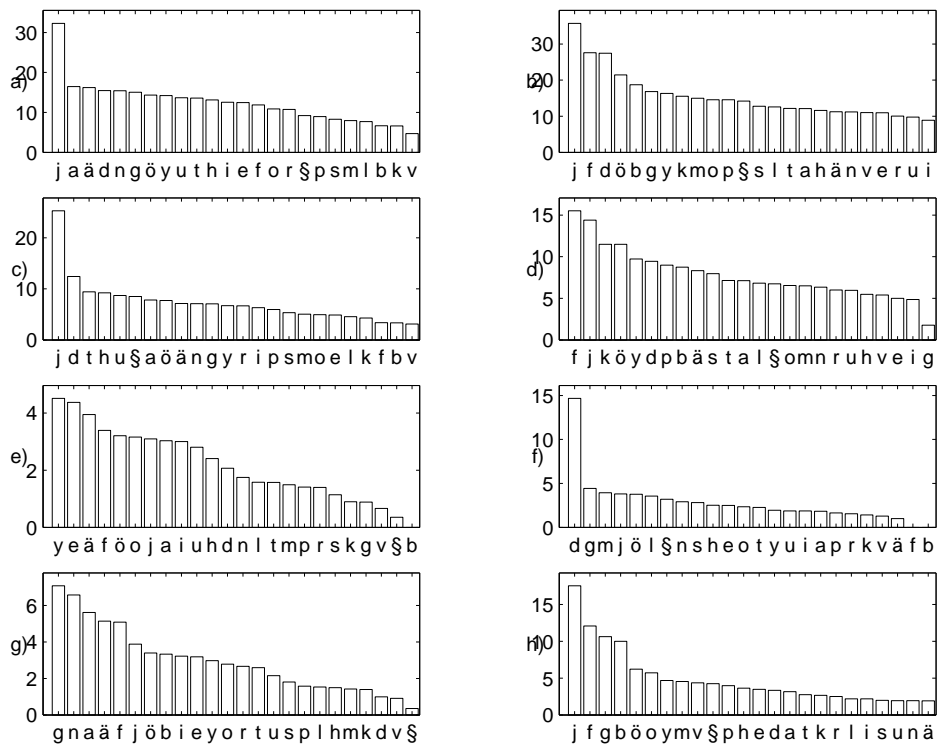 a)
30
20
10
0
j a ä d n g ö y u t h i e f o r § p s m l b k v
b)
30
20
10
0
j f d ö b g y k m o p § s l t a h ä n v e r u i
c)
20
10
0
j d t h u § a ö ä n g y r i p s m o e l k f b v
d)
15
10
5
0
f j k ö y d p b ä s t a l § o m n r u h v e i g
e)
4
2
0
y e ä f ö o j a i u h d n l t m p r s k g v § b
f)
15
10
5
0
d g m j ö l § n s h e o t y u i a p r k v ä f b
g)
6
4
2
0
g n a ä f j ö b i e y o r t u s p l h m k d v §
h)
15
10
5
0
j f g b ö o y m v § p h e d a t k r l i s u n ä